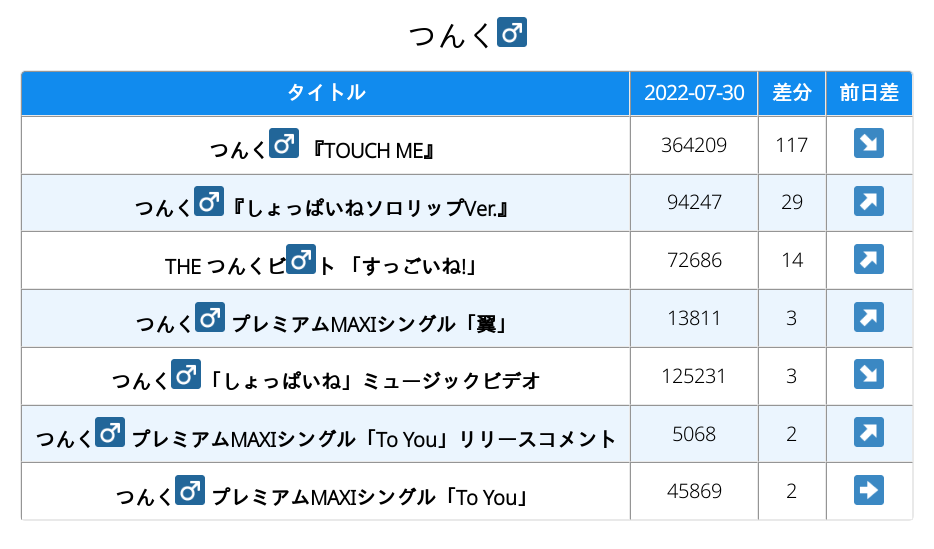 つんく♂
タイトル 2022-07-30 差分 前日差
つんく♂ 『TOUCH ME』 364209 117 ↘
つんく♂『しょっぱいねソロリップVer.』 94247 29 ↗
THE つんくビ♂ト 「すっごいね!」 72686 14 ↗
つんく♂ プレミアムMAXIシングル「翼」 13811 3 ↗
つんく♂「しょっぱいね」ミュージックビデオ 125231 3 ↘
つんく♂ プレミアムMAXIシングル「To You」リリースコメント 5068 2 ↗
つんく♂ プレミアムMAXIシングル「To You」 45869 2 →